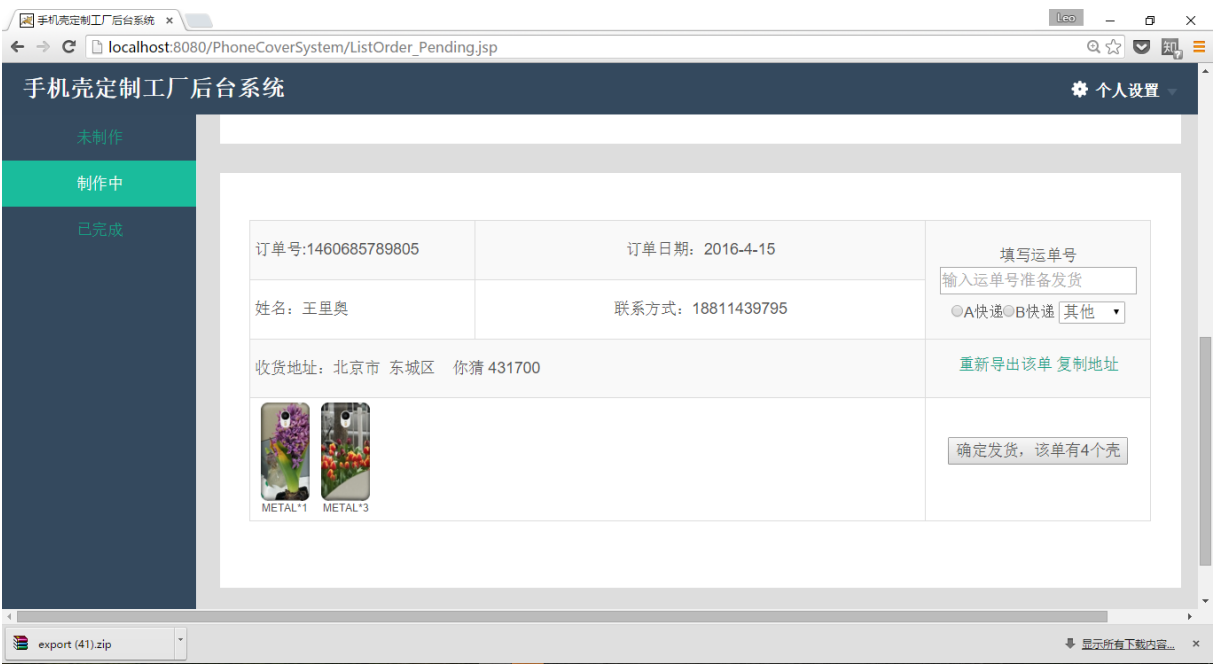 手机壳定制工厂后台系统
Leo
localhost:8080/PhoneCoverSystem/ListOrder_Pending.jsp
知
手机壳定制工厂后台系统
个人设置
未制作
制作中
已完成
订单号:1460685789805
订单日期：2016-4-15
填写运单号
输入运单号准备发货
姓名：王里奥
联系方式：18811439795
A快递 B快递 其他
收货地址：北京市 东城区 你猜 431700
重新导出该单 复制地址
METAL*1 METAL*3
确定发货，该单有4个壳
export (41).zip
显示所有下载内容...